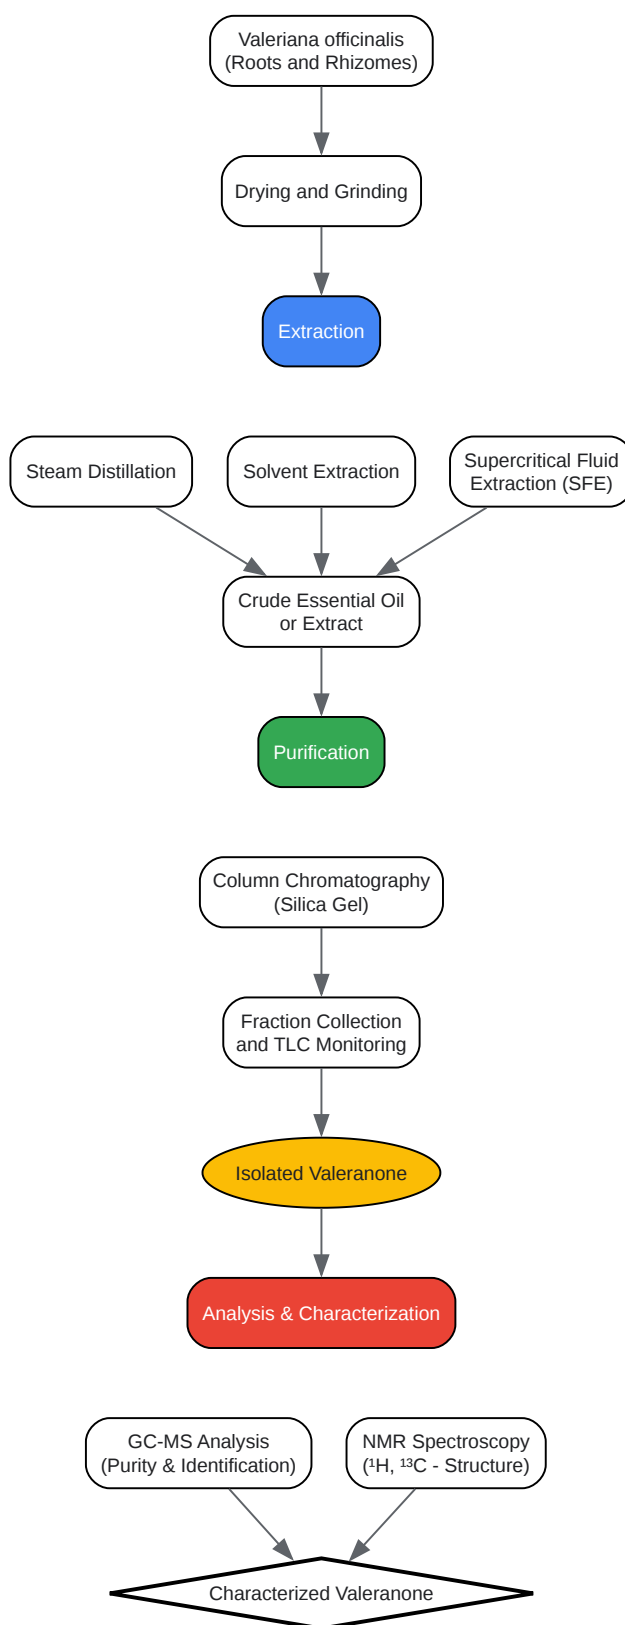 Valeriana officinalis
(Roots and Rhizomes)
Drying and Grinding
Extraction
Steam Distillation
Solvent Extraction
Supercritical Fluid
Extraction (SFE)
Crude Essential Oil
or Extract
Purification
Column Chromatography
(Silica Gel)
Fraction Collection
and TLC Monitoring
Isolated Valeranone
Analysis & Characterization
GC-MS Analysis
(Purity & Identification)
NMR Spectroscopy
(¹H, ¹³C - Structure)
Characterized Valeranone